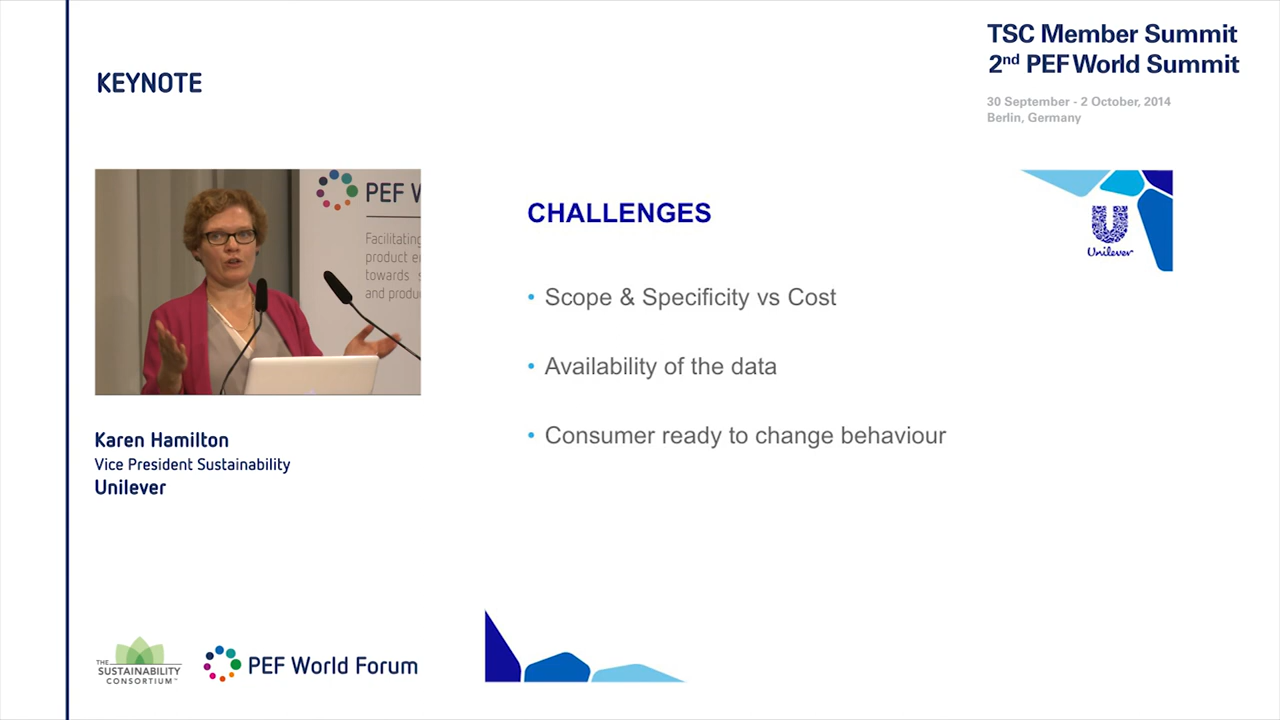 TSC Member Summit
2nd PEF World Summit
30 September - 2 October, 2014
Berlin, Germany
KEYNOTE
PEF W
Facilitating
product e
towards s
and produ
Karen Hamilton
Vice President Sustainability
Unilever
CHALLENGES
Unilever
• Scope & Specificity vs Cost
• Availability of the data
• Consumer ready to change behaviour
THE
SUSTAINABILITY
CONSORTIUM™
PEF World Forum